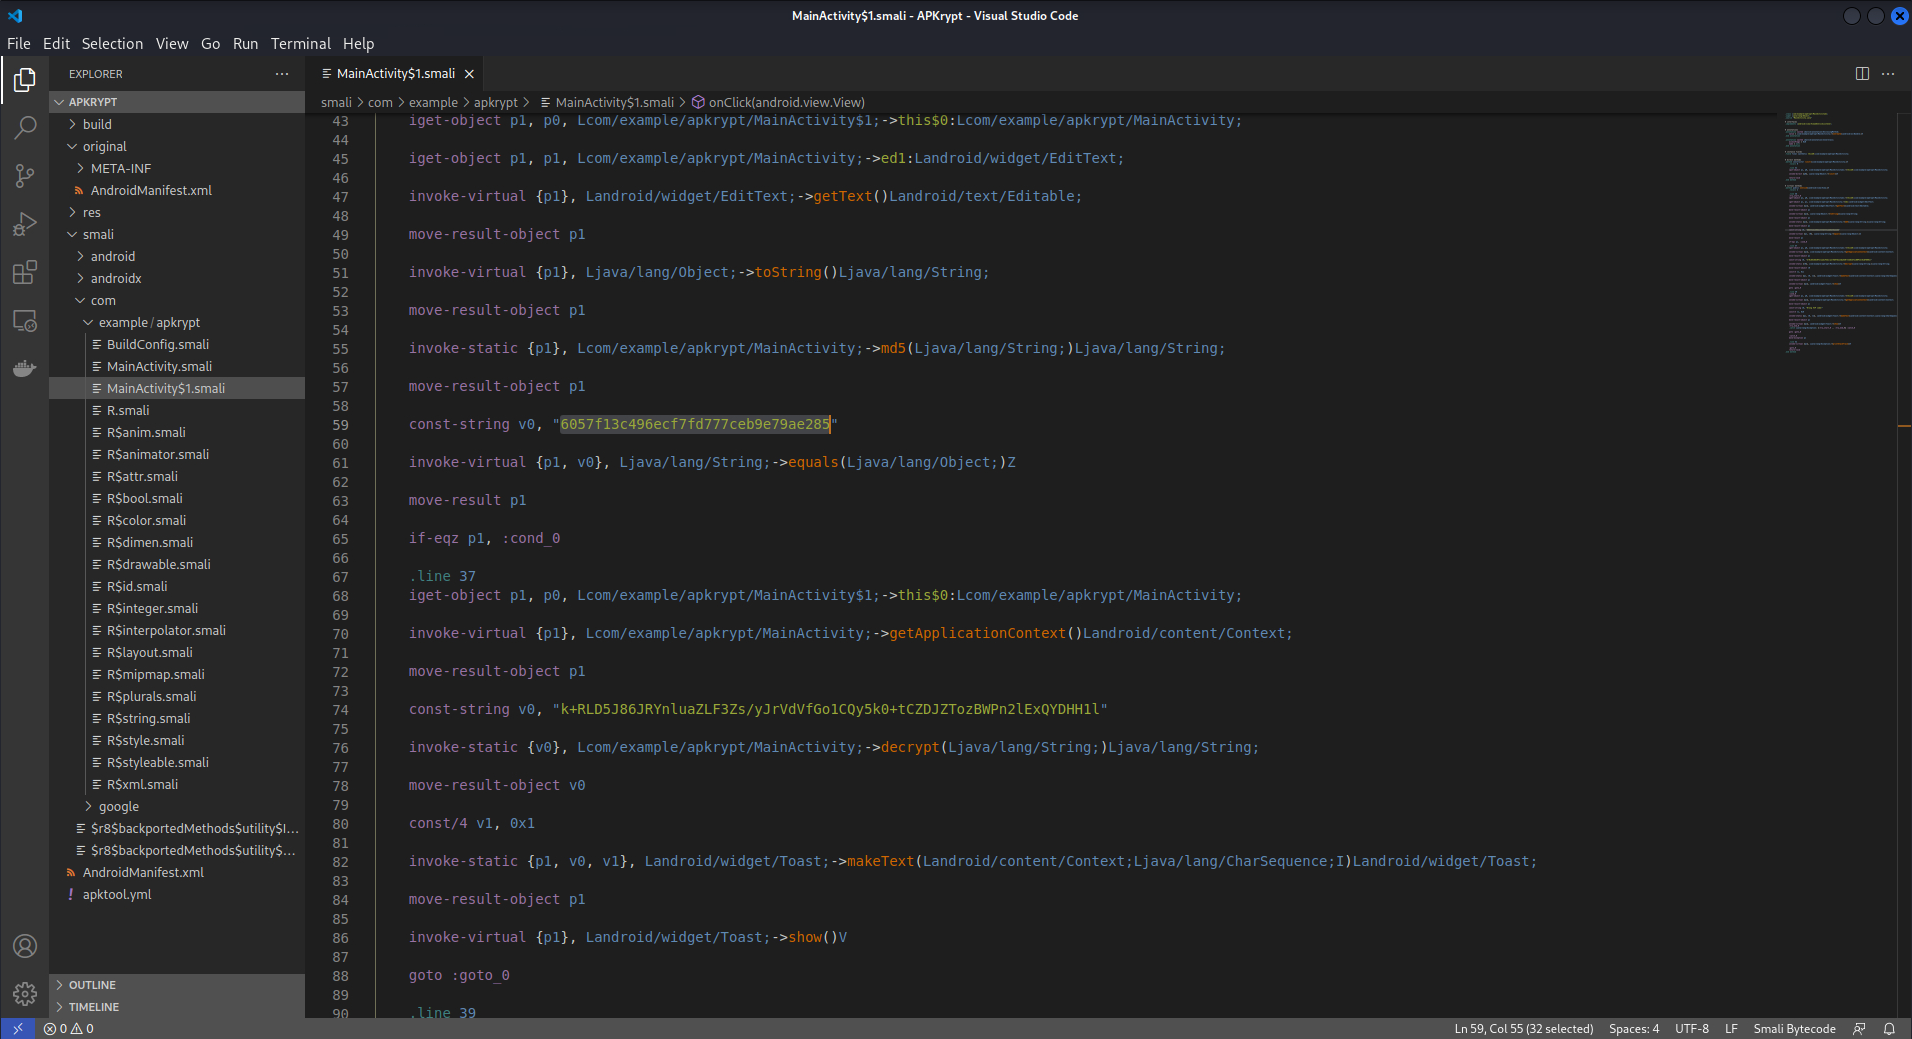 MainActivity$1.smali - APKrypt - Visual Studio Code
File Edit Selection View Go Run Terminal Help
EXPLORER
APKRYPT
build
original
META-INF
AndroidManifest.xml
res
smali
android
androidx
com
example/apkrypt
BuildConfig.smali
MainActivity.smali
MainActivity$1.smali
R.smali
R$anim.smali
R$animator.smali
R$attr.smali
R$bool.smali
R$color.smali
R$dimen.smali
R$drawable.smali
R$id.smali
R$integer.smali
R$interpolator.smali
R$layout.smali
R$mipmap.smali
R$plurals.smali
R$string.smali
R$style.smali
R$styleable.smali
R$xml.smali
google
$r8$backportedMethods$utility$I...
$r8$backportedMethods$utility$...
AndroidManifest.xml
! apktool.yml
OUTLINE
TIMELINE
MainActivity$1.smali
smali > com > example > apkrypt > MainActivity$1.smali > onClick(android.view.View)
43 iget-object p1, p0, Lcom/example/apkrypt/MainActivity$1;->this$0:Lcom/example/apkrypt/MainActivity;
44
45 iget-object p1, p1, Lcom/example/apkrypt/MainActivity;->ed1:Landroid/widget/EditText;
46
47 invoke-virtual {p1}, Landroid/widget/EditText;->getText()Landroid/text/Editable;
48
49 move-result-object p1
50
51 invoke-virtual {p1}, Ljava/lang/Object;->toString()Ljava/lang/String;
52
53 move-result-object p1
54
55 invoke-static {p1}, Lcom/example/apkrypt/MainActivity;->md5(Ljava/lang/String;)Ljava/lang/String;
56
57 move-result-object p1
58
59 const-string v0, "6057f13c496ecf7fd777ceb9e79ae285"
60
61 invoke-virtual {p1, v0}, Ljava/lang/String;->equals(Ljava/lang/Object;)Z
62
63 move-result p1
64
65 if-eqz p1, :cond_0
66
67 .line 37
68 iget-object p1, p0, Lcom/example/apkrypt/MainActivity$1;->this$0:Lcom/example/apkrypt/MainActivity;
69
70 invoke-virtual {p1}, Lcom/example/apkrypt/MainActivity;->getApplicationContext()Landroid/content/Context;
71
72 move-result-object p1
73
74 const-string v0, "k+RLD5J86JRYnluaZLF3Zs/yJrVdVfGo1CQy5k0+tCZDJZTozBWPn2lExQYDHH1l"
75
76 invoke-static {v0}, Lcom/example/apkrypt/MainActivity;->decrypt(Ljava/lang/String;)Ljava/lang/String;
77
78 move-result-object v0
79
80 const/4 v1, 0x1
81
82 invoke-static {p1, v0, v1}, Landroid/widget/Toast;->makeText(Landroid/content/Context;Ljava/lang/CharSequence;I)Landroid/widget/Toast;
83
84 move-result-object p1
85
86 invoke-virtual {p1}, Landroid/widget/Toast;->show()V
87
88 goto :goto_0
89
90 .line 39
0 0
Ln 59, Col 55 (32 selected) Spaces: 4 UTF-8 LF Smali Bytecode